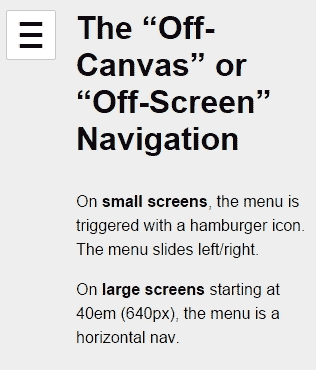 The “Off-
Canvas” or
“Off-Screen”
Navigation
On small screens, the menu is
triggered with a hamburger icon.
The menu slides left/right.
On large screens starting at
40em (640px), the menu is a
horizontal nav.